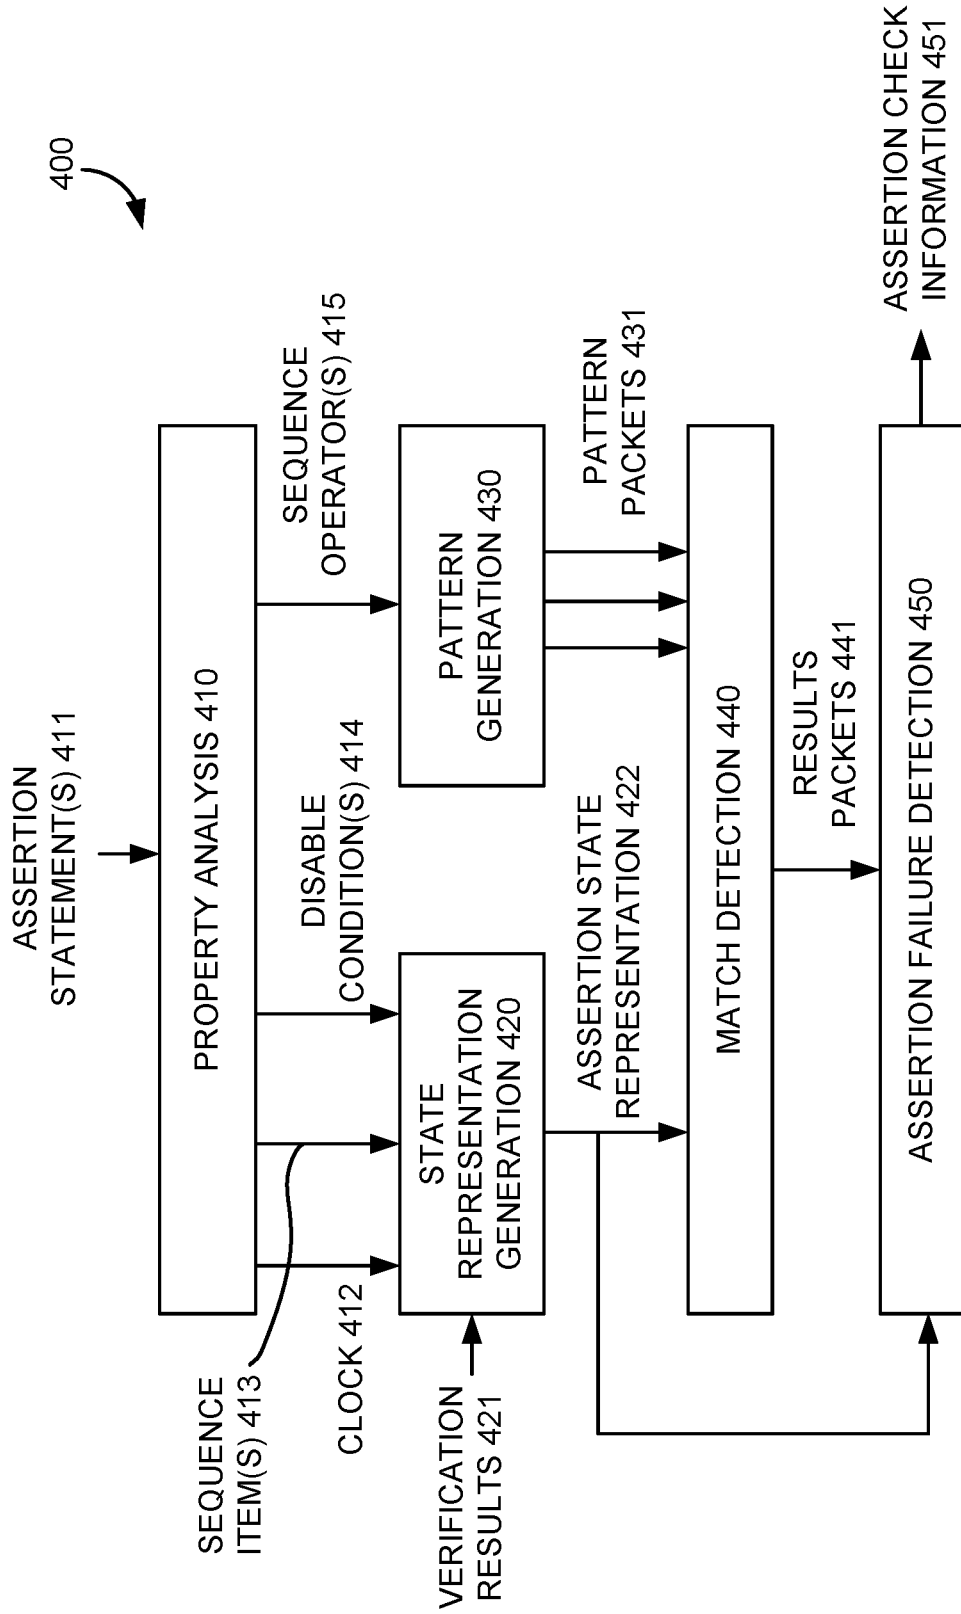 400
ASSERTION
STATEMENT(S) 411
PROPERTY ANALYSIS 410
SEQUENCE
ITEM(S) 413
CLOCK 412
DISABLE
CONDITION(S) 414
SEQUENCE
OPERATOR(S) 415
VERIFICATION
RESULTS 421
STATE
REPRESENTATION
GENERATION 420
PATTERN
GENERATION 430
ASSERTION STATE
REPRESENTATION 422
PATTERN
PACKETS 431
MATCH DETECTION 440
RESULTS
PACKETS 441
ASSERTION FAILURE DETECTION 450
ASSERTION CHECK
INFORMATION 451